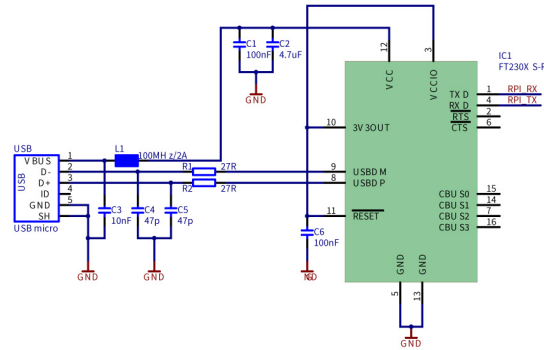 C1
100nF
C2
4.7uF
GND
12
VCC
3
VCCIO
IC1
FT230X S-R
TXD
1
RPI_RX
RXD
4
RPI_TX
RTS
2
CTS
6
10
3V3OUT
USB
L1
100MHz/2A
VBUS
1
D-
2
D+
3
ID
4
GND
5
SH
USB
USB micro
R1
27R
R2
27R
9
USBDM
8
USBDP
11
RESET
CBUS0
15
CBUS1
14
CBUS2
7
CBUS3
16
C3
10nF
C4
47p
C5
47p
C6
100nF
GND
GND
GND
5
GND
13
GND